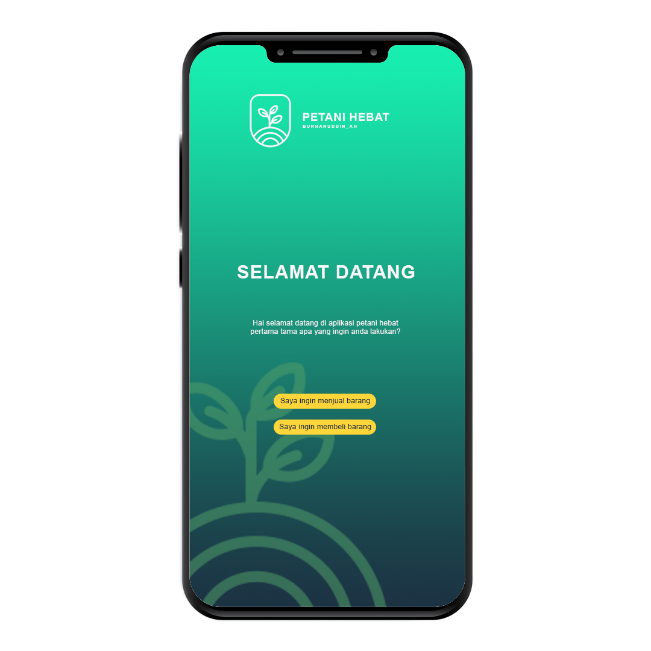 PETANI HEBAT
BURHANUDDIN_AH
SELAMAT DATANG
Hai selamat datang di aplikasi petani hebat
pertama tama apa yang ingin anda lakukan?
Saya ingin menjual barang
Saya ingin membeli barang